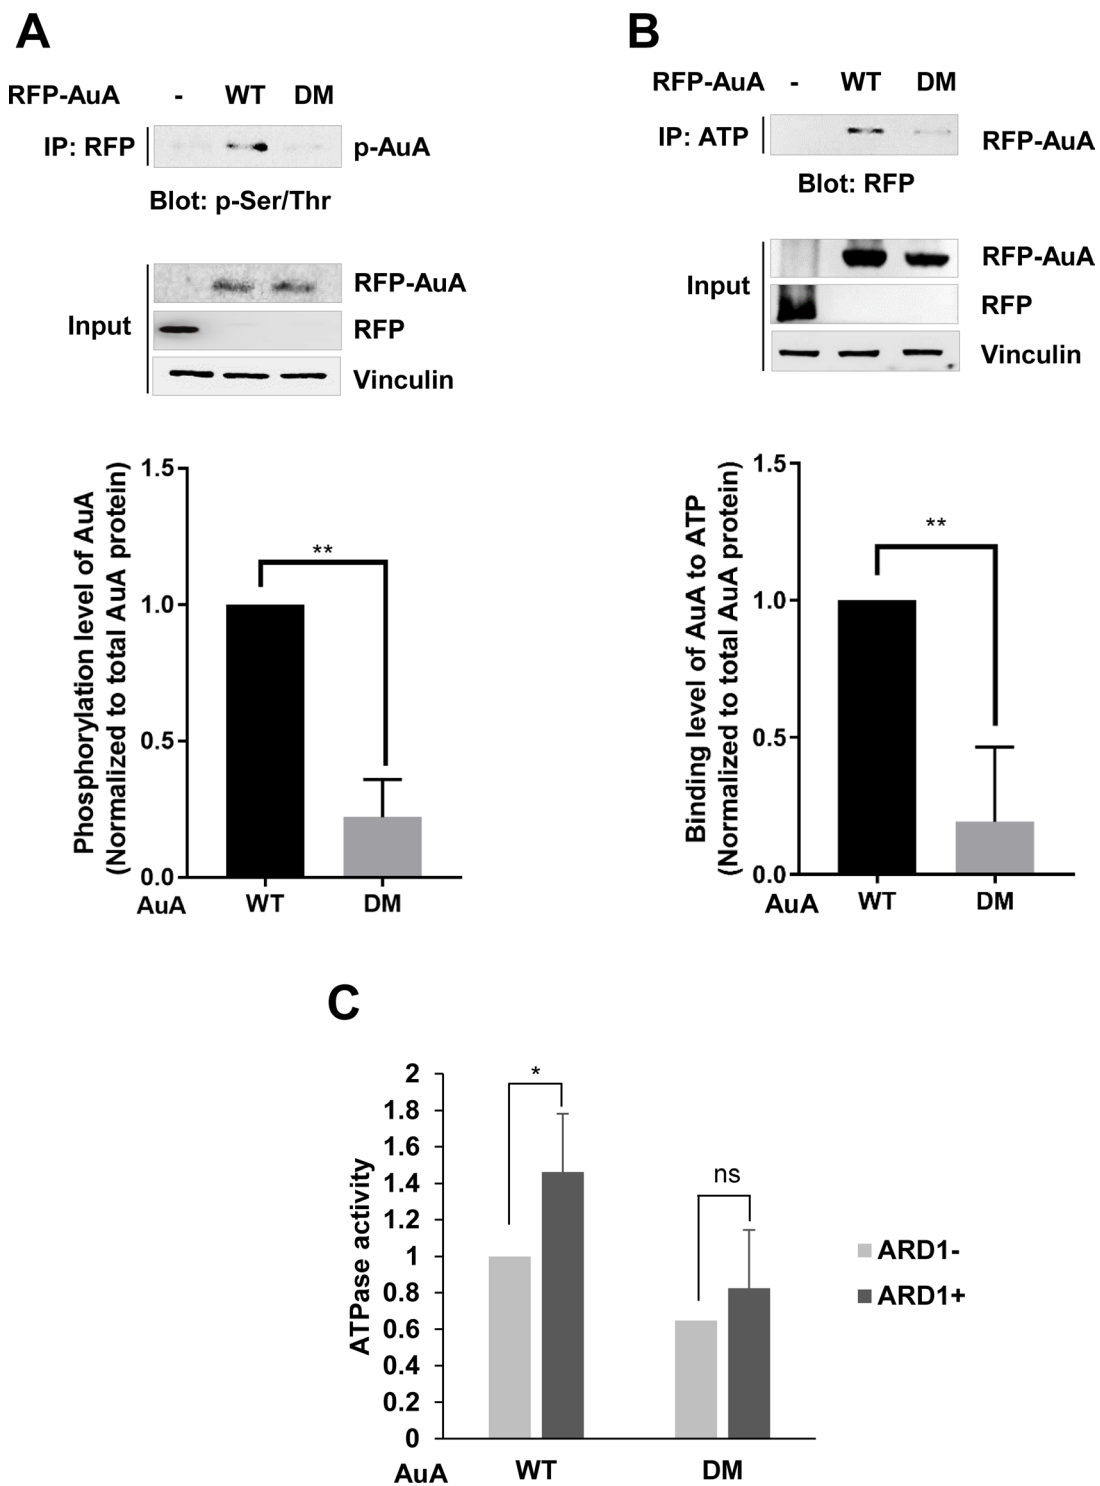 A
RFP-AuA - WT DM
IP: RFP p-AuA
Blot: p-Ser/Thr
Input
RFP-AuA
RFP
Vinculin
Phosphorylation level of AuA
(Normalized to total AuA protein)
1.5
1.0
0.5
0.0
**
AuA WT DM
B
RFP-AuA - WT DM
IP: ATP RFP-AuA
Blot: RFP
Input
RFP-AuA
RFP
Vinculin
Binding level of AuA to ATP
(Normalized to total AuA protein)
1.5
1.0
0.5
0.0
**
AuA WT DM
C
ATPase activity
2
1.8
1.6
1.4
1.2
1
0.8
0.6
0.4
0.2
0
*
ns
AuA WT DM
ARD1-
ARD1+